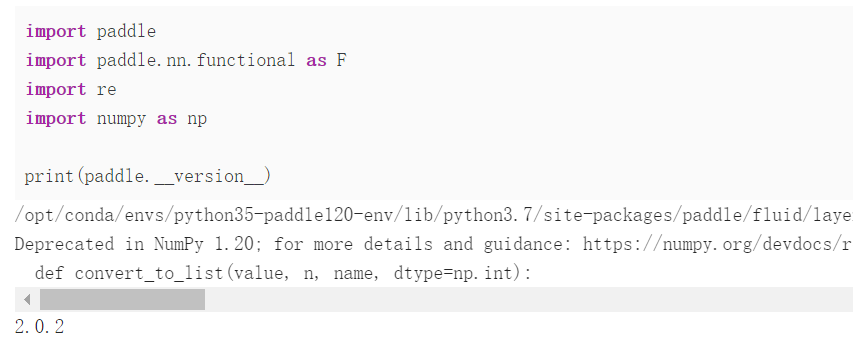 import paddle
import paddle.nn.functional as F
import re
import numpy as np
print(paddle.__version__)
/opt/conda/envs/python35-paddle120-env/lib/python3.7/site-packages/paddle/fluid/laye
Deprecated in NumPy 1.20; for more details and guidance: https://numpy.org/devdocs/r
def convert_to_list(value, n, name, dtype=np.int):
2.0.2